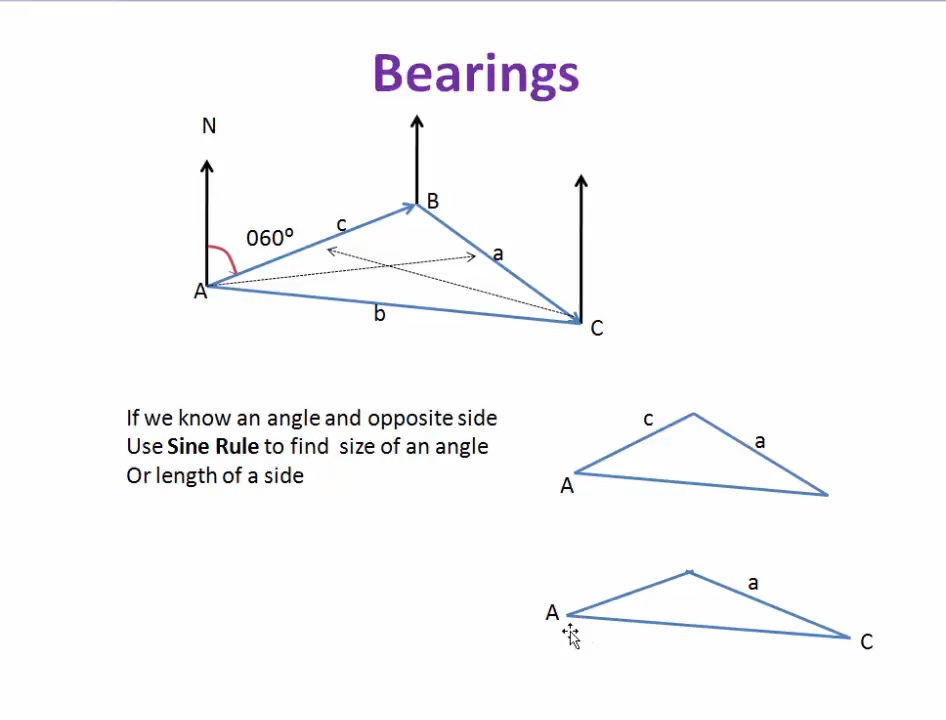 Bearings
N
B
c
060°
a
A
b
C
If we know an angle and opposite side
Use Sine Rule to find size of an angle
Or length of a side
c
a
A
a
A
C